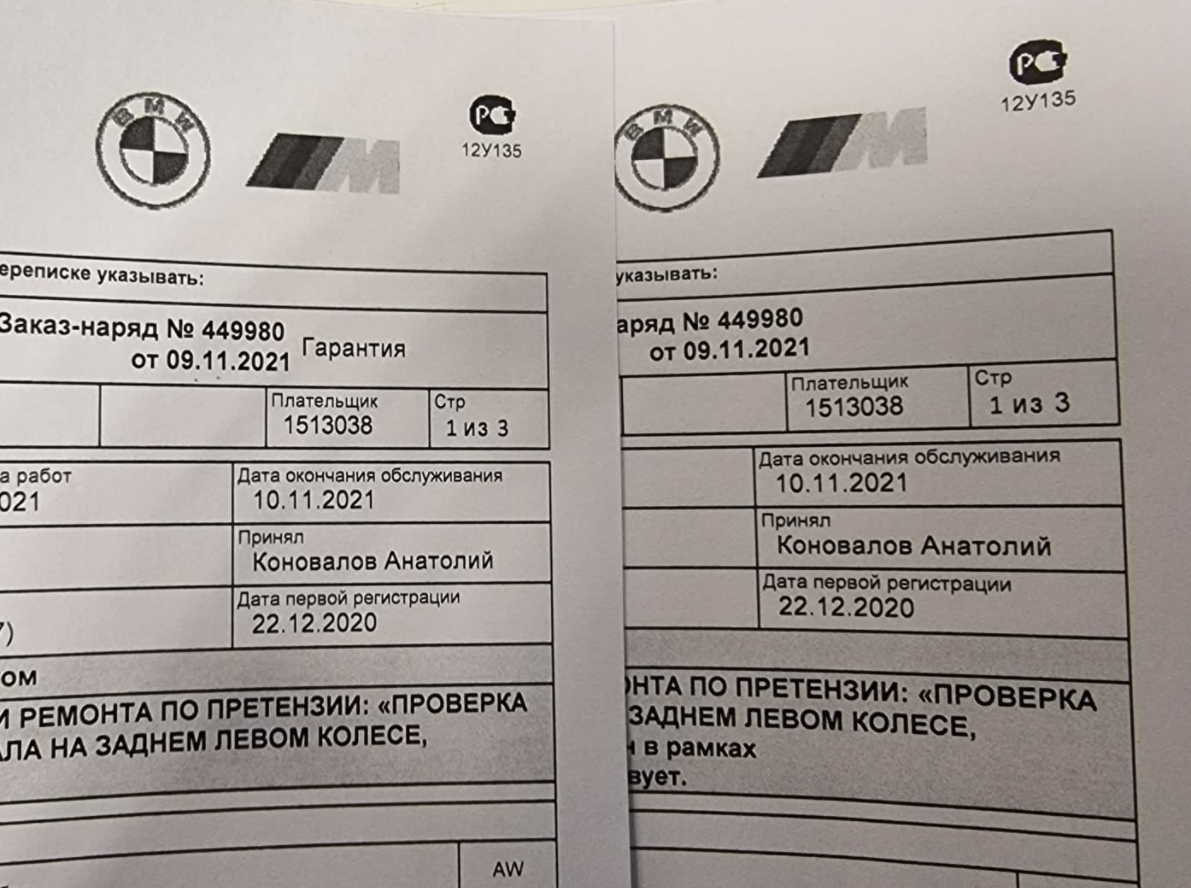 BMW
M
РС
12У135
ереписке указывать:
Заказ-наряд № 449980
от 09.11.2021
Гарантия
Плательщик
1513038
Стр
1 из 3
а работ
021
Дата окончания обслуживания
10.11.2021
Принял
Коновалов Анатолий
Дата первой регистрации
22.12.2020
7)
ом
И РЕМОНТА ПО ПРЕТЕНЗИИ: «ПРОВЕРКА
АЛА НА ЗАДНЕМ ЛЕВОМ КОЛЕСЕ,
AW
BMW
M
РС
12У135
указывать:
аряд № 449980
от 09.11.2021
Плательщик
1513038
Стр
1 из 3
Дата окончания обслуживания
10.11.2021
Принял
Коновалов Анатолий
Дата первой регистрации
22.12.2020
ОНТА ПО ПРЕТЕНЗИИ: «ПРОВЕРКА
ЗАДНЕМ ЛЕВОМ КОЛЕСЕ,
н в рамках
вует.